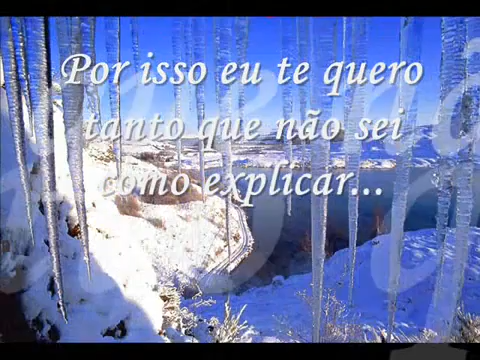 Por isso eu te quero
tanto que não sei
como explicar...